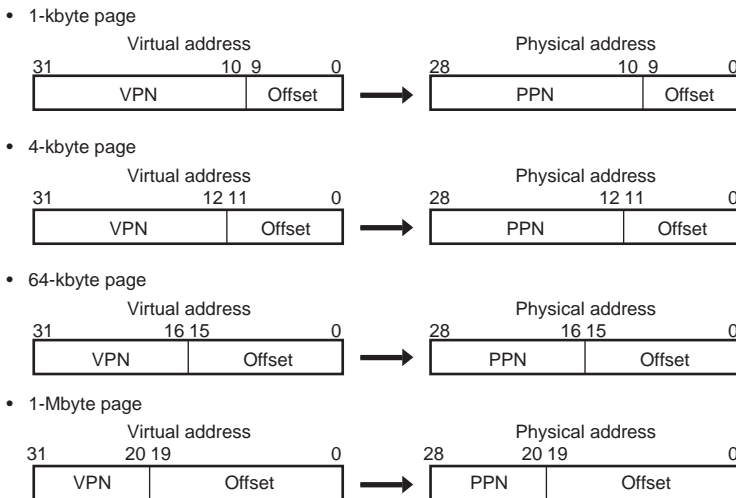 • 1-kbyte page
Virtual address Physical address
31 10 9 0 28 10 9 0
VPN Offset PPN Offset
• 4-kbyte page
Virtual address Physical address
31 12 11 0 28 12 11 0
VPN Offset PPN Offset
• 64-kbyte page
Virtual address Physical address
31 16 15 0 28 16 15 0
VPN Offset PPN Offset
• 1-Mbyte page
Virtual address Physical address
31 20 19 0 28 20 19 0
VPN Offset PPN Offset